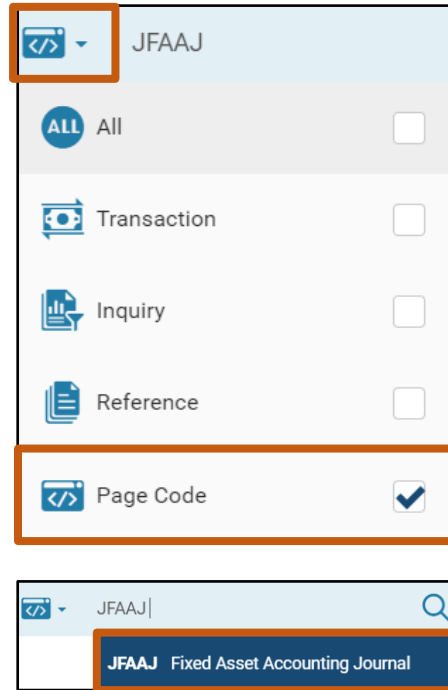 JFAAJ
ALL All
Transaction
Inquiry
Reference
</> Page Code
JFAAJ
JFAAJ Fixed Asset Accounting Journal